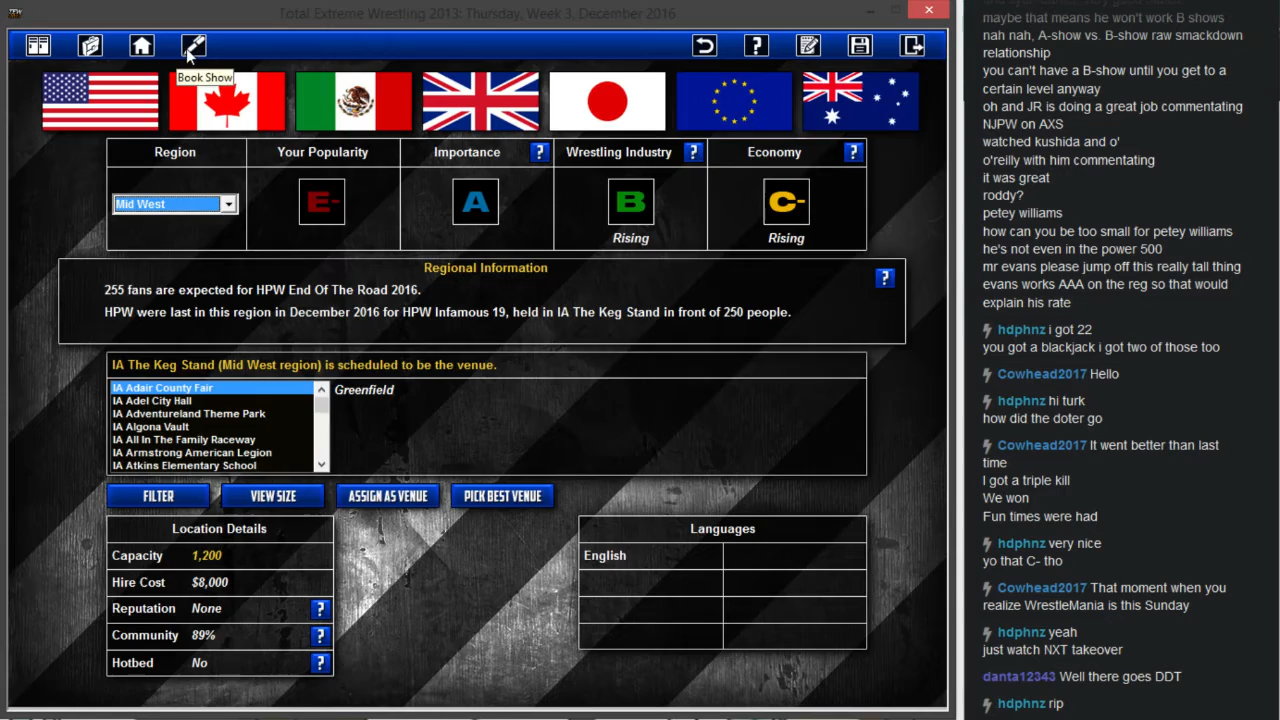 Total Extreme Wrestling 2013: Thursday, Week 3, December 2016
Book Show
Region
Your Popularity
Importance
?
Wrestling Industry
?
Economy
?
Mid West
E-
A
B
C-
Rising
Rising
Regional Information
?
255 fans are expected for HPW End Of The Road 2016.
HPW were last in this region in December 2016 for HPW Infamous 19, held in IA The Keg Stand in front of 250 people.
IA The Keg Stand (Mid West region) is scheduled to be the venue.
IA Adair County Fair
IA Adel City Hall
IA Adventureland Theme Park
IA Algona Vault
IA All In The Family Raceway
IA Armstrong American Legion
IA Atkins Elementary School
Greenfield
FILTER
VIEW SIZE
ASSIGN AS VENUE
PICK BEST VENUE
Location Details
Capacity 1,200
Hire Cost $8,000
Reputation None ?
Community 89% ?
Hotbed No ?
Languages
English
maybe that means he won't work B shows
nah nah, A-show vs. B-show raw smackdown
relationship
you can't have a B-show until you get to a
certain level anyway
oh and JR is doing a great job commentating
NJPW on AXS
watched kushida and o'
o'reilly with him commentating
it was great
roddy?
petey williams
how can you be too small for petey williams
he's not even in the power 500
mr evans please jump off this really tall thing
evans works AAA on the reg so that would
explain his rate
hdphnz i got 22
you got a blackjack i got two of those too
Cowhead2017 Hello
hdphnz hi turk
how did the doter go
Cowhead2017 It went better than last
time
I got a triple kill
We won
Fun times were had
hdphnz very nice
yo that C- tho
Cowhead2017 That moment when you
realize WrestleMania is this Sunday
hdphnz yeah
just watch NXT takeover
danta12343 Well there goes DDT
hdphnz rip